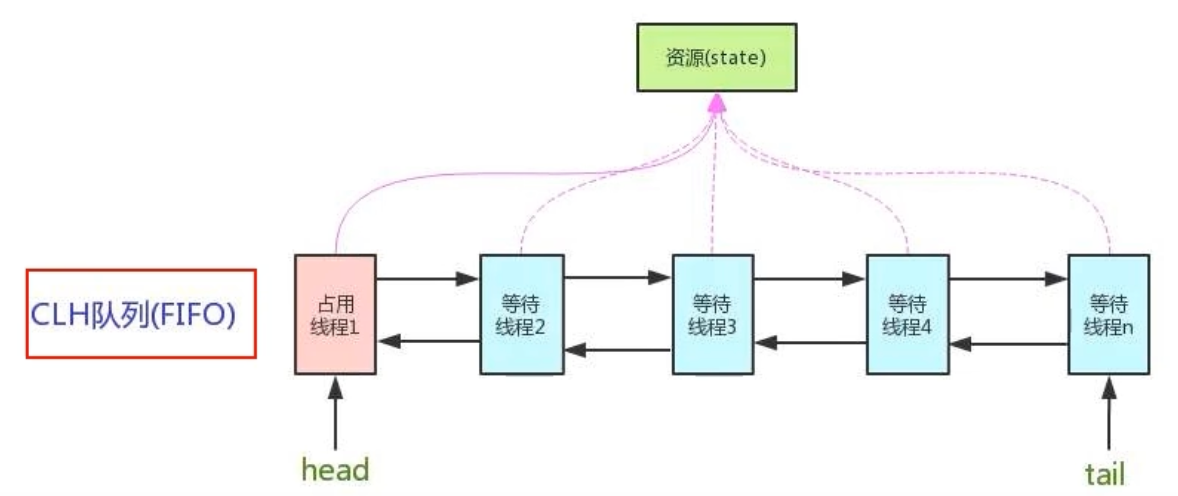 资源(state)
CLH队列(FIFO)
占用
线程1
等待
线程2
等待
线程3
等待
线程4
等待
线程n
head
tail